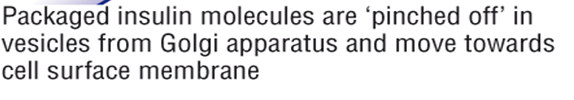 Packaged insulin molecules are ‘pinched off’ in
vesicles from Golgi apparatus and move towards
cell surface membrane